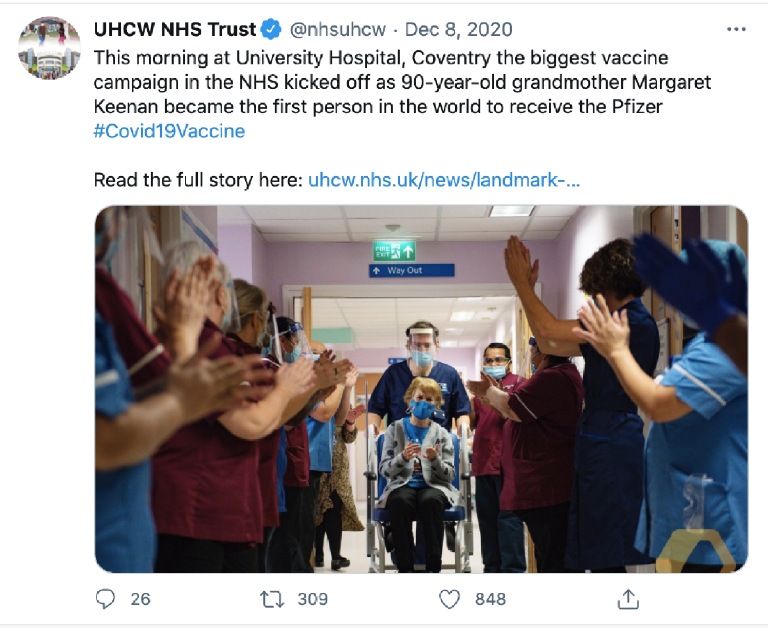 UHCW NHS Trust @nhsuhcw · Dec 8, 2020
This morning at University Hospital, Coventry the biggest vaccine
campaign in the NHS kicked off as 90-year-old grandmother Margaret
Keenan became the first person in the world to receive the Pfizer
#Covid19Vaccine
Read the full story here: uhcw.nhs.uk/news/landmark-...
FIRE
EXIT
Way Out
26 309 848